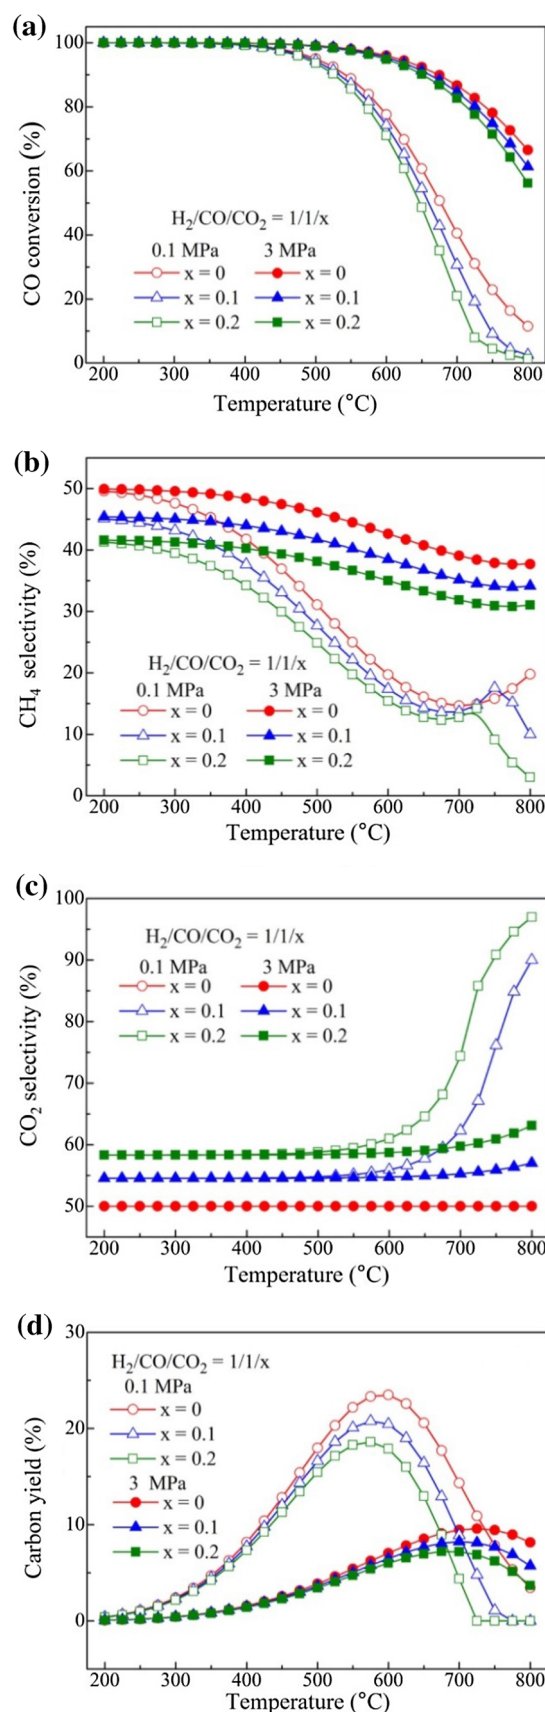 (a)
100
80
60
40
20
0
CO conversion (%)
H₂/CO/CO₂ = 1/1/x
0.1 MPa 3 MPa
x = 0 x = 0
x = 0.1 x = 0.1
x = 0.2 x = 0.2
200 300 400 500 600 700 800
Temperature (°C)
(b)
50
40
30
20
10
0
CH₄ selectivity (%)
H₂/CO/CO₂ = 1/1/x
0.1 MPa 3 MPa
x = 0 x = 0
x = 0.1 x = 0.1
x = 0.2 x = 0.2
200 300 400 500 600 700 800
Temperature (°C)
(c)
100
90
80
70
60
50
CO₂ selectivity (%)
H₂/CO/CO₂ = 1/1/x
0.1 MPa 3 MPa
x = 0 x = 0
x = 0.1 x = 0.1
x = 0.2 x = 0.2
200 300 400 500 600 700 800
Temperature (°C)
(d)
30
20
10
0
Carbon yield (%)
H₂/CO/CO₂ = 1/1/x
0.1 MPa
x = 0
x = 0.1
x = 0.2
3 MPa
x = 0
x = 0.1
x = 0.2
200 300 400 500 600 700 800
Temperature (°C)